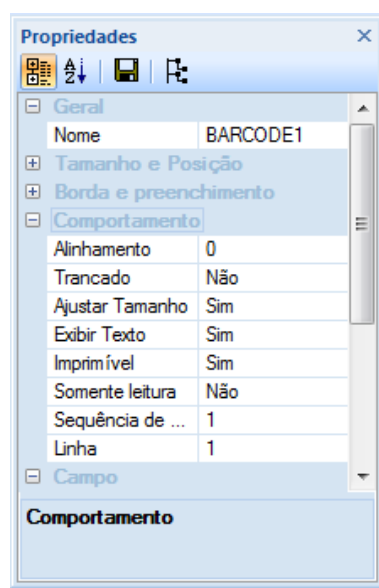 Propriedades
Geral
Nome BARCODE1
Tamanho e Posição
Borda e preenchimento
Comportamento
Alinhamento 0
Trancado Não
Ajustar Tamanho Sim
Exibir Texto Sim
Imprimível Sim
Somente leitura Não
Sequência de ... 1
Linha 1
Campo
Comportamento